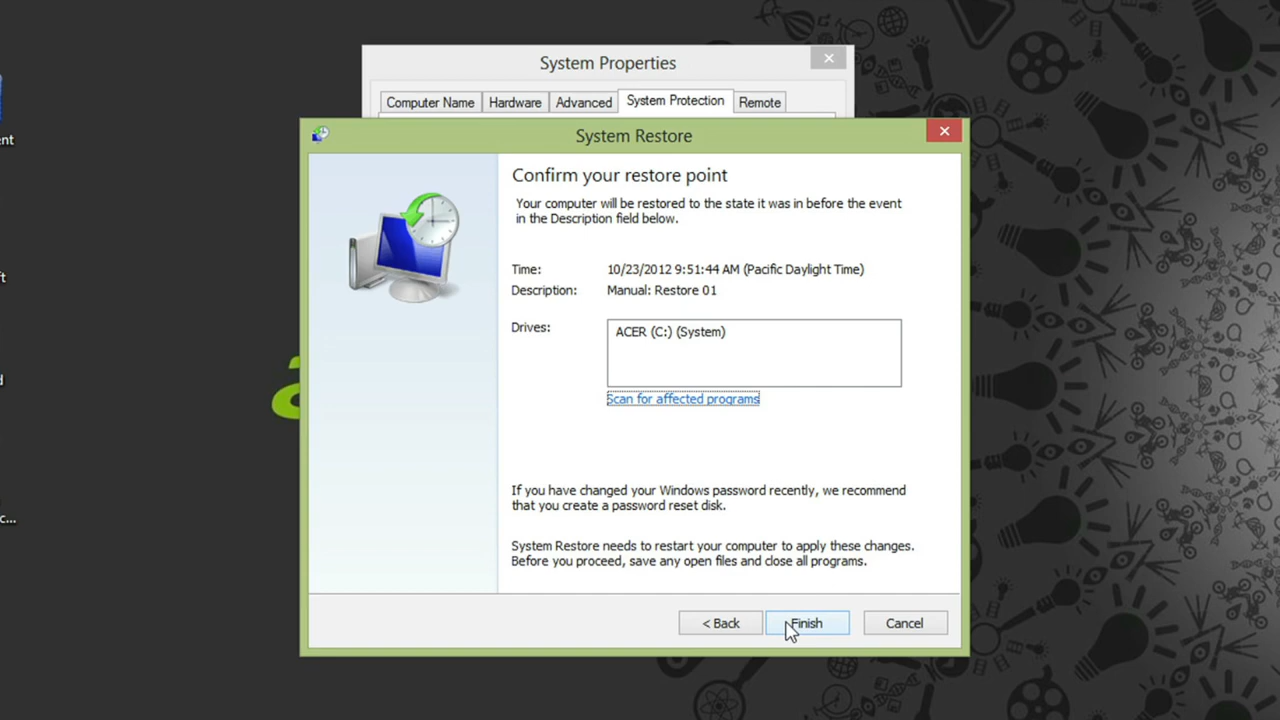 System Properties
Computer Name
Hardware
Advanced
System Protection
Remote
System Restore
Confirm your restore point
Your computer will be restored to the state it was in before the event
in the Description field below.
Time: 10/23/2012 9:51:44 AM (Pacific Daylight Time)
Description: Manual: Restore 01
Drives: ACER (C:) (System)
Scan for affected programs
If you have changed your Windows password recently, we recommend
that you create a password reset disk.
System Restore needs to restart your computer to apply these changes.
Before you proceed, save any open files and close all programs.
< Back
Finish
Cancel